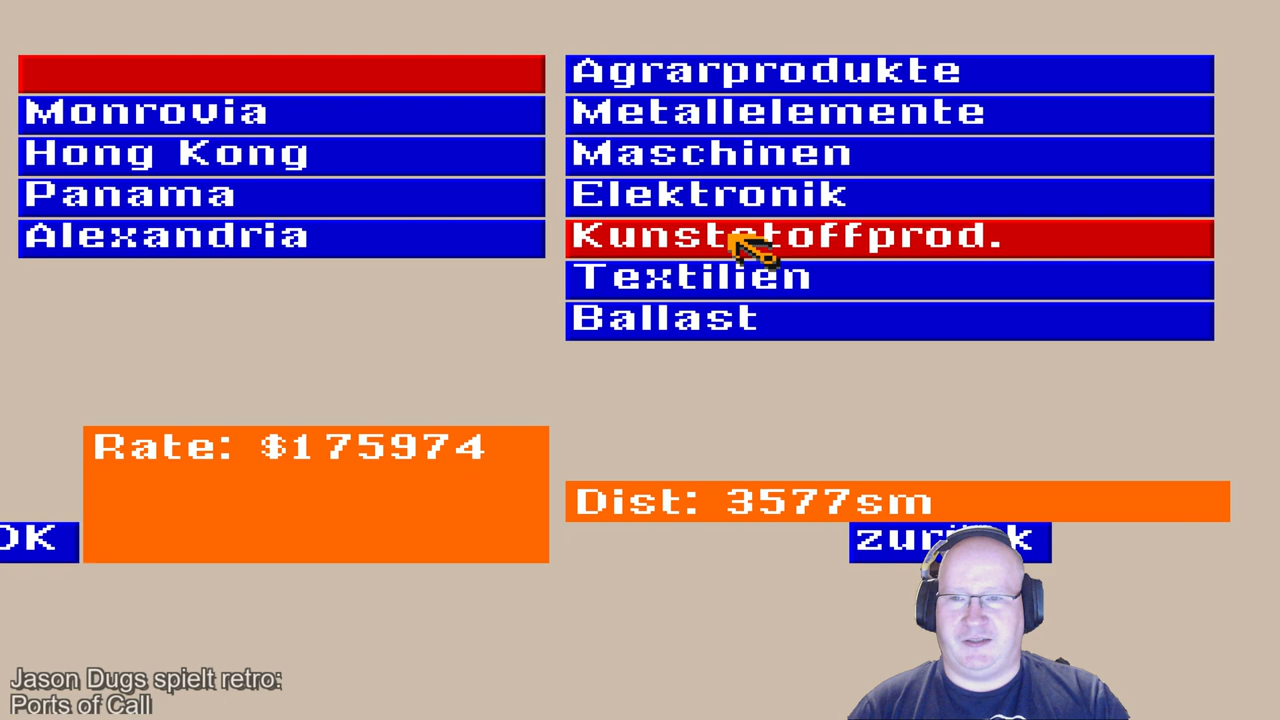 Monrovia
Hong Kong
Panama
Alexandria
Agrarprodukte
Metallelemente
Maschinen
Elektronik
Kunststoffprod.
Textilien
Ballast
Rate: $175974
Dist: 3577sm
OK
zurück
Jason Dugs spielt retro:
Ports of Call